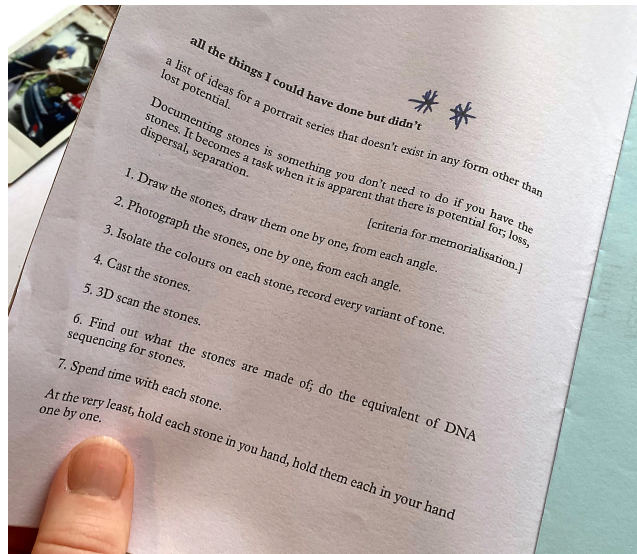 all the things I could have done but didn't
a list of ideas for a portrait series that doesn't exist in any form other than
lost potential.
Documenting stones is something you don't need to do if you have the
stones. It becomes a task when it is apparent that there is potential for; loss,
dispersal, separation.
[criteria for memorialisation.]
1. Draw the stones, draw them one by one, from each angle.
2. Photograph the stones, one by one, from each angle.
3. Isolate the colours on each stone, record every variant of tone.
4. Cast the stones.
5. 3D scan the stones.
6. Find out what the stones are made of; do the equivalent of DNA
sequencing for stones.
7. Spend time with each stone.
At the very least, hold each stone in you hand, hold them each in your hand
one by one.